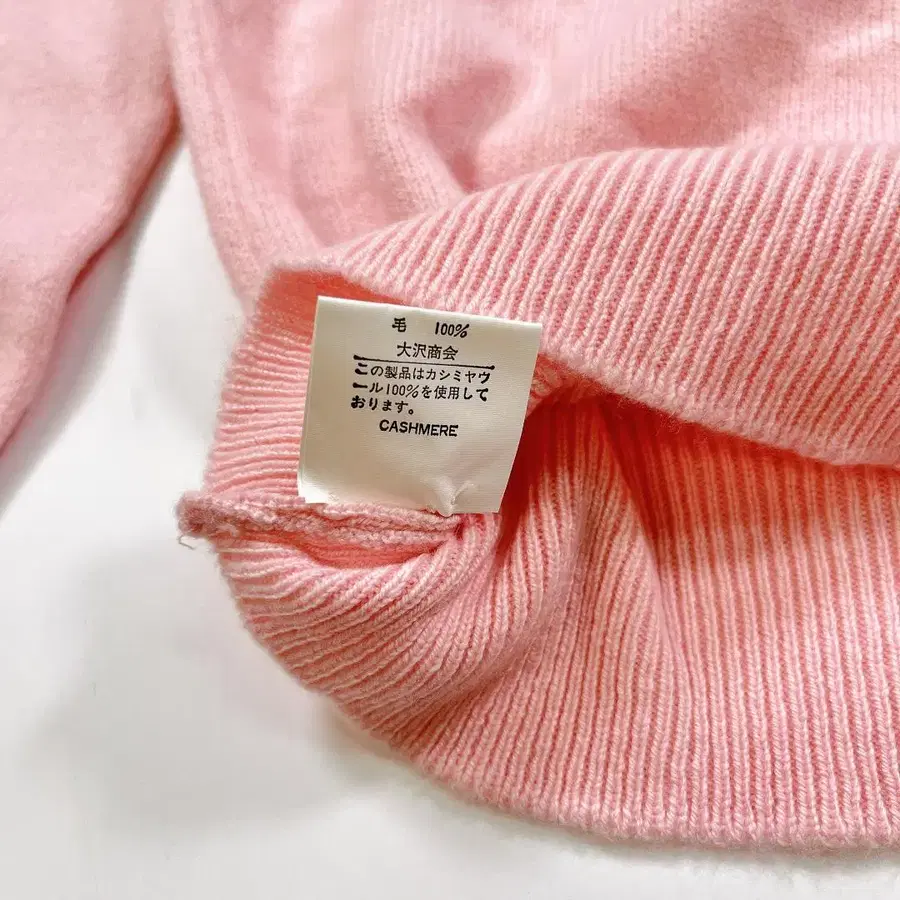 毛 100%
大沢商会
この製品はカシミヤウ
ール100%を使用して
おります。
CASHMERE